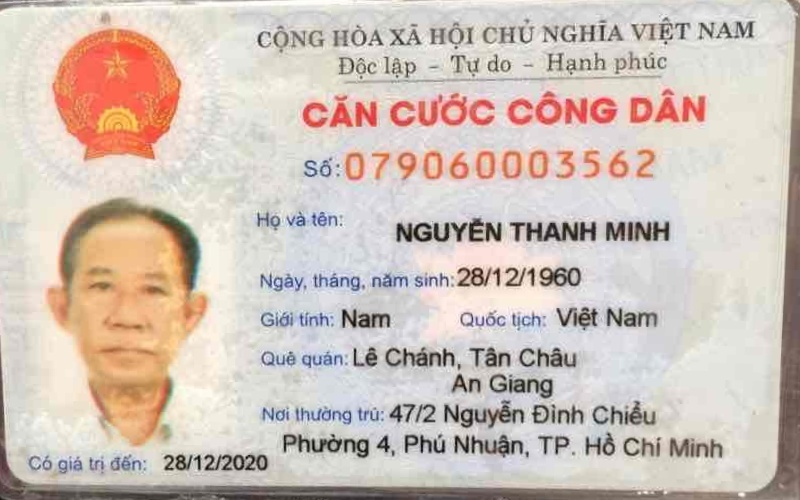 CỘNG HÒA XÃ HỘI CHỦ NGHĨA VIỆT NAM
Độc lập - Tự do - Hạnh phúc
CĂN CƯỚC CÔNG DÂN
Số: 079060003562
Họ và tên: NGUYỄN THANH MINH
Ngày, tháng, năm sinh: 28/12/1960
Giới tính: Nam Quốc tịch: Việt Nam
Quê quán: Lê Chánh, Tân Châu
An Giang
Nơi thường trú: 47/2 Nguyễn Đình Chiểu
Phường 4, Phú Nhuận, TP. Hồ Chí Minh
Có giá trị đến: 28/12/2020